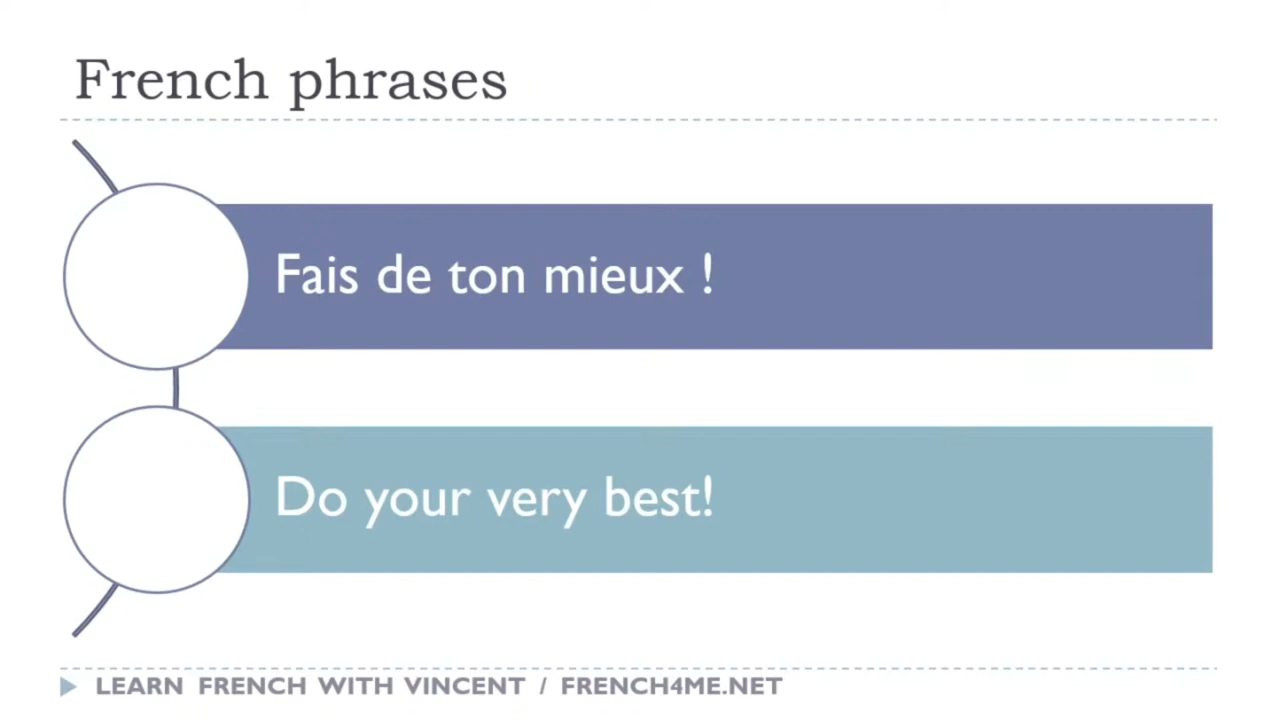 French phrases
Fais de ton mieux !
Do your very best!
LEARN FRENCH WITH VINCENT / FRENCH4ME.NET